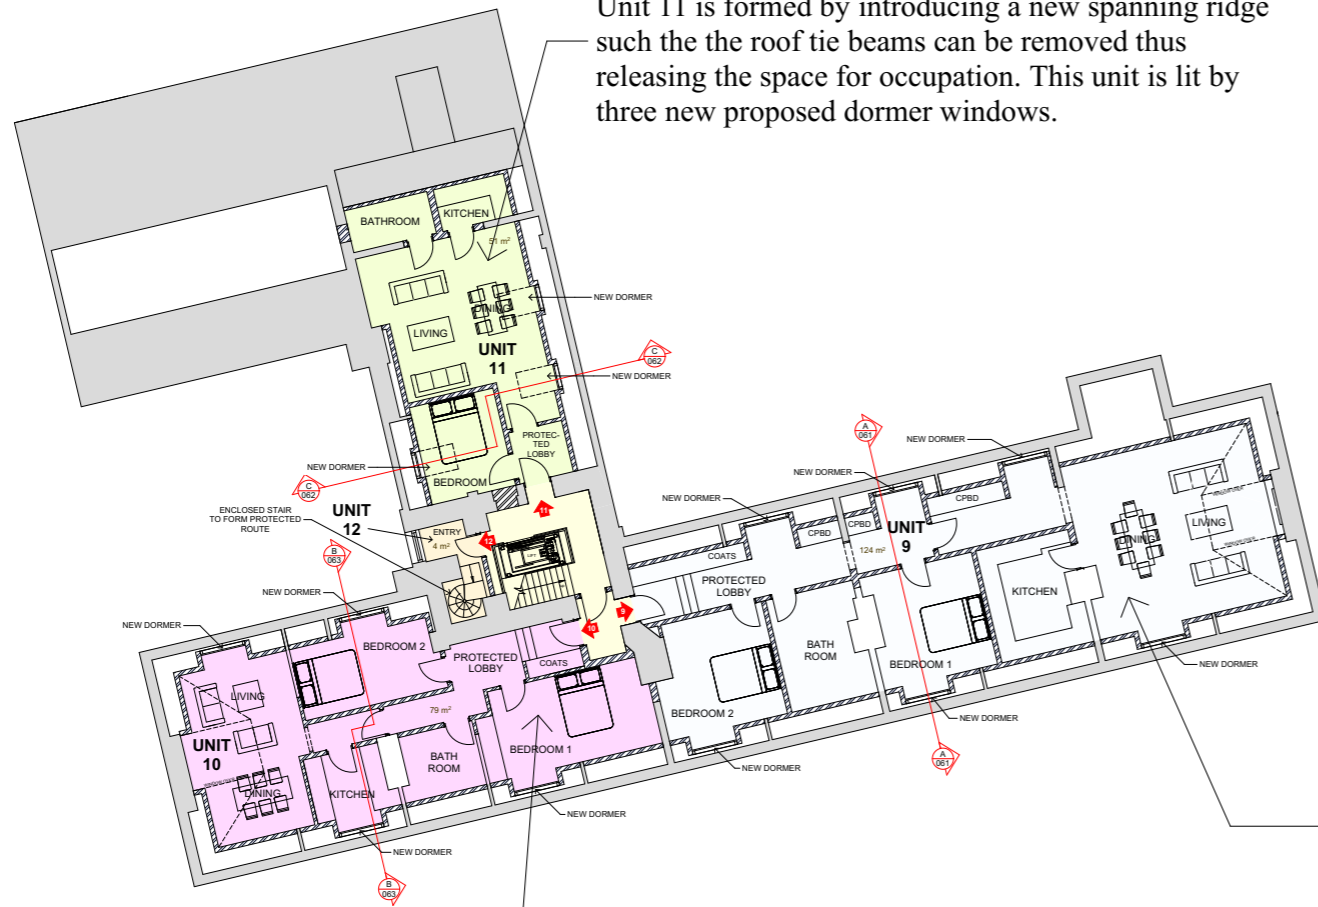 Unit 11 is formed by introducing a new spanning ridge
such the the roof tie beams can be removed thus
releasing the space for occupation. This unit is lit by
three new proposed dormer windows.
BATHROOM
KITCHEN
51 m²
NEW DORMER
DINING
LIVING
UNIT
11
C
062
NEW DORMER
PROTEC-
TED
LOBBY
NEW DORMER
BEDROOM
C
062
A
061
NEW DORMER
NEW DORMER
NEW DORMER
CPBD
CPBD
CPBD
UNIT
9
124 m²
LIVING
DINING
ENCLOSED STAIR
TO FORM PROTECTED
ROUTE
UNIT
12
ENTRY
4 m²
11
12
LIFT
COATS
PROTECTED
LOBBY
KITCHEN
B
063
NEW DORMER
9
10
NEW DORMER
BEDROOM 2
PROTECTED
LOBBY
COATS
BATH
ROOM
BEDROOM 1
NEW DORMER
LIVING
79 m²
BEDROOM 2
NEW DORMER
UNIT
10
BEDROOM 1
BATH
ROOM
A
061
NEW DORMER
DINING
KITCHEN
NEW DORMER
NEW DORMER
B
063